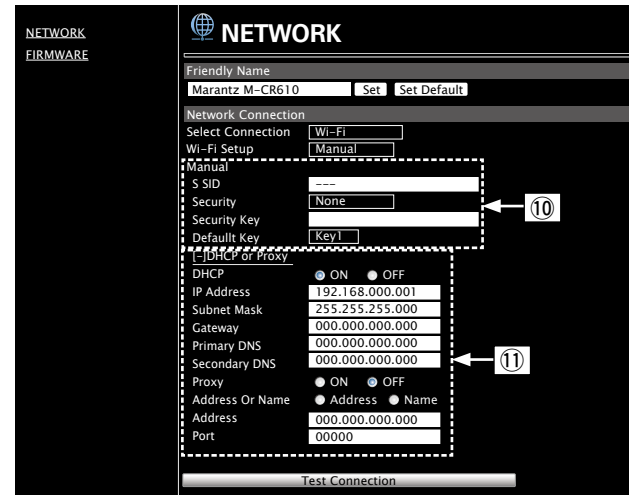 NETWORK
FIRMWARE
NETWORK
Friendly Name
Marantz M-CR610 Set Set Default
Network Connection
Select Connection Wi-Fi
Wi-Fi Setup Manual
Manual
S SID ---
Security None
Security Key
Defaullt Key Key1
⑩
[-]DHCP or Proxy
DHCP ON OFF
IP Address 192.168.000.001
Subnet Mask 255.255.255.000
Gateway 000.000.000.000
Primary DNS 000.000.000.000
Secondary DNS 000.000.000.000
⑪
Proxy ON OFF
Address Or Name Address Name
Address 000.000.000.000
Port 00000
Test Connection